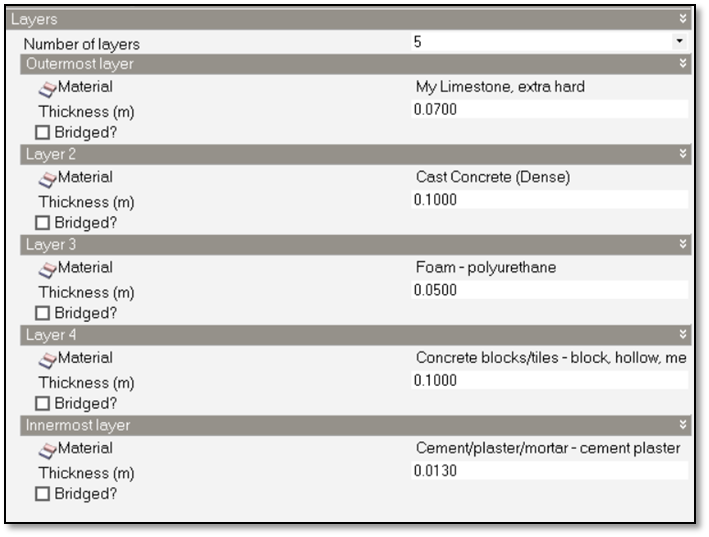 Layers
Number of layers 5
Outermost layer
Material My Limestone, extra hard
Thickness (m) 0.0700
Bridged?
Layer 2
Material Cast Concrete (Dense)
Thickness (m) 0.1000
Bridged?
Layer 3
Material Foam - polyurethane
Thickness (m) 0.0500
Bridged?
Layer 4
Material Concrete blocks/tiles - block, hollow, me
Thickness (m) 0.1000
Bridged?
Innermost layer
Material Cement/plaster/mortar - cement plaster
Thickness (m) 0.0130
Bridged?